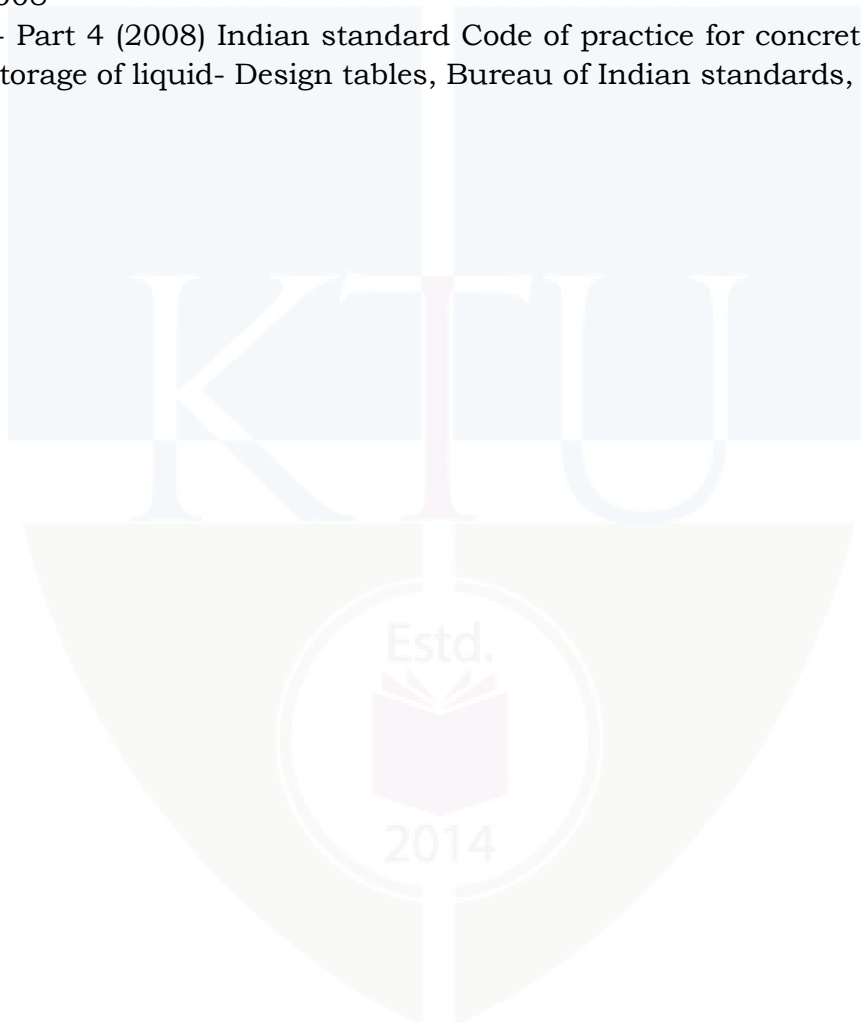 - Part 4 (2008) Indian standard Code of practice for concret
torage of liquid- Design tables, Bureau of Indian standards,
KTU
Estd.
2014